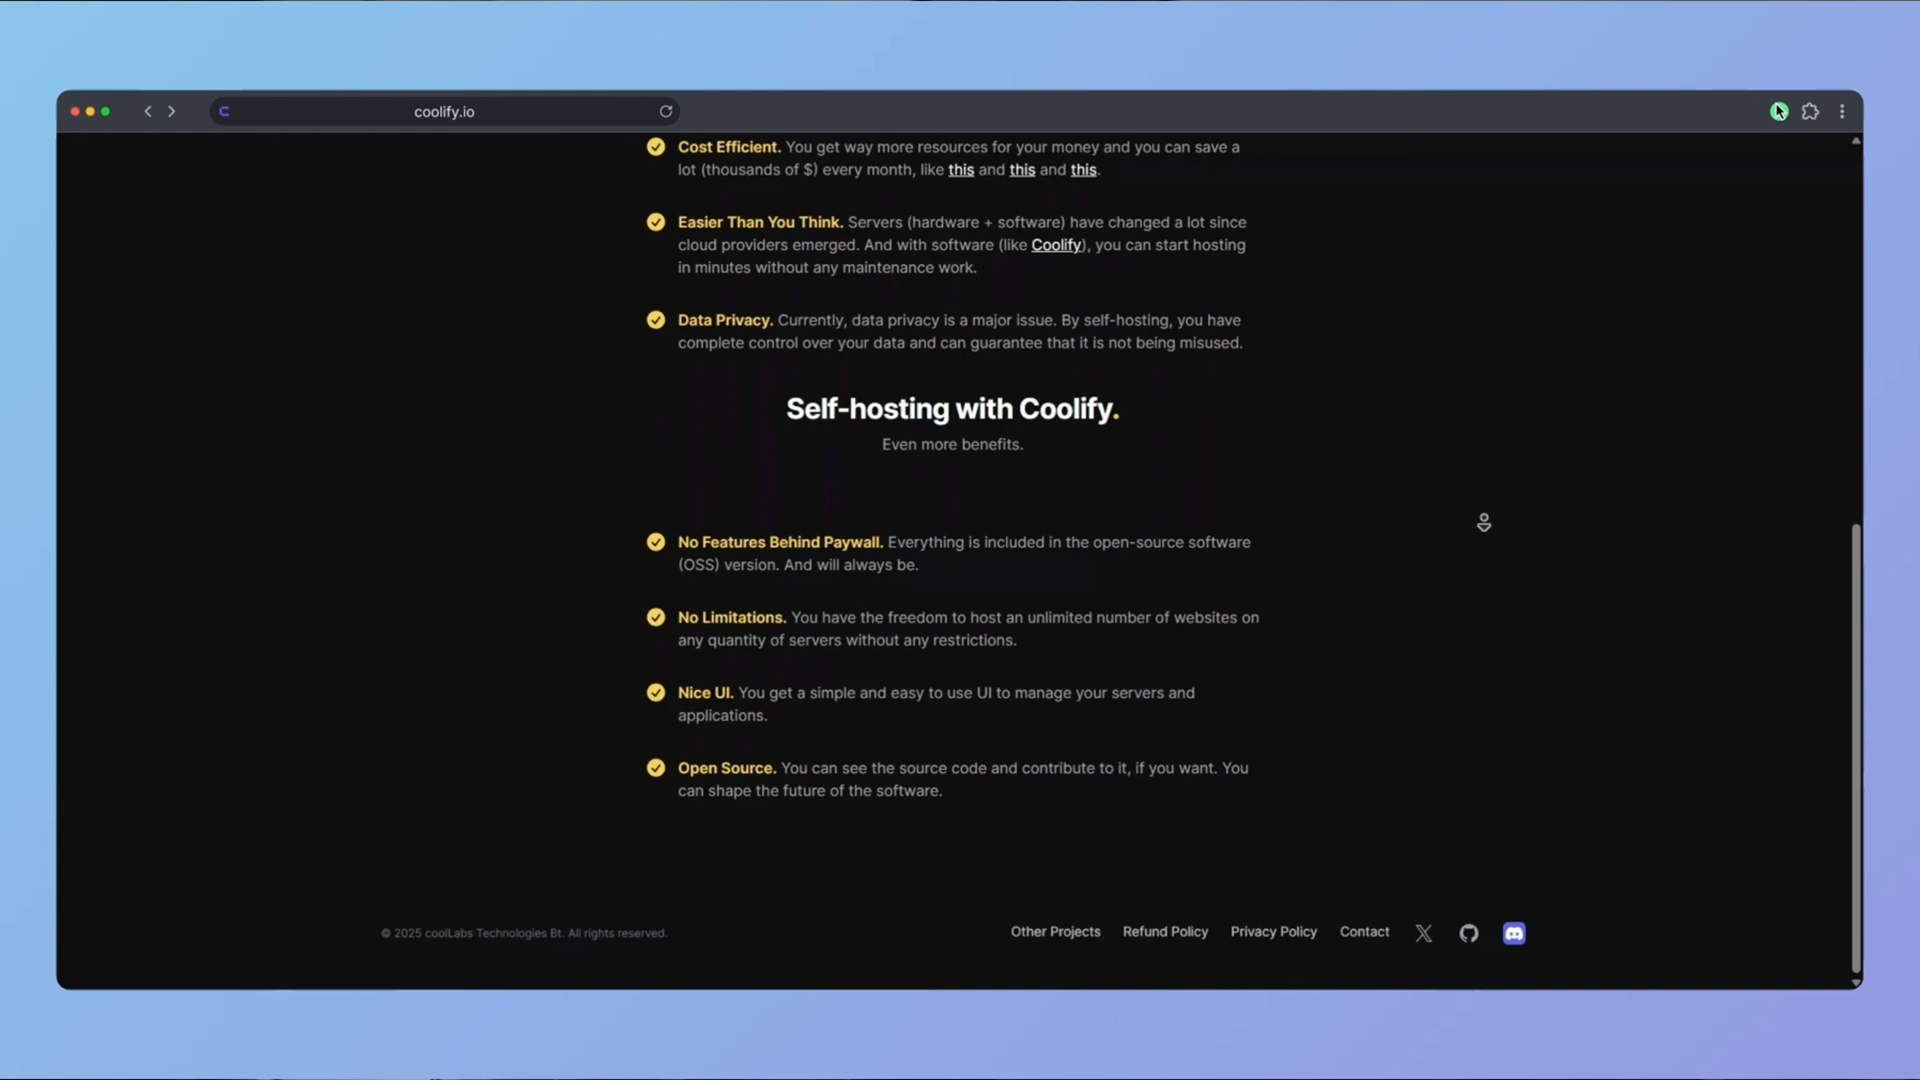 coolify.io
Cost Efficient. You get way more resources for your money and you can save a
lot (thousands of $) every month, like this and this and this.
Easier Than You Think. Servers (hardware + software) have changed a lot since
cloud providers emerged. And with software (like Coolify), you can start hosting
in minutes without any maintenance work.
Data Privacy. Currently, data privacy is a major issue. By self-hosting, you have
complete control over your data and can guarantee that it is not being misused.
Self-hosting with Coolify.
Even more benefits.
No Features Behind Paywall. Everything is included in the open-source software
(OSS) version. And will always be.
No Limitations. You have the freedom to host an unlimited number of websites on
any quantity of servers without any restrictions.
Nice UI. You get a simple and easy to use UI to manage your servers and
applications.
Open Source. You can see the source code and contribute to it, if you want. You
can shape the future of the software.
© 2025 coolLabs Technologies Bt. All rights reserved.
Other Projects Refund Policy Privacy Policy Contact